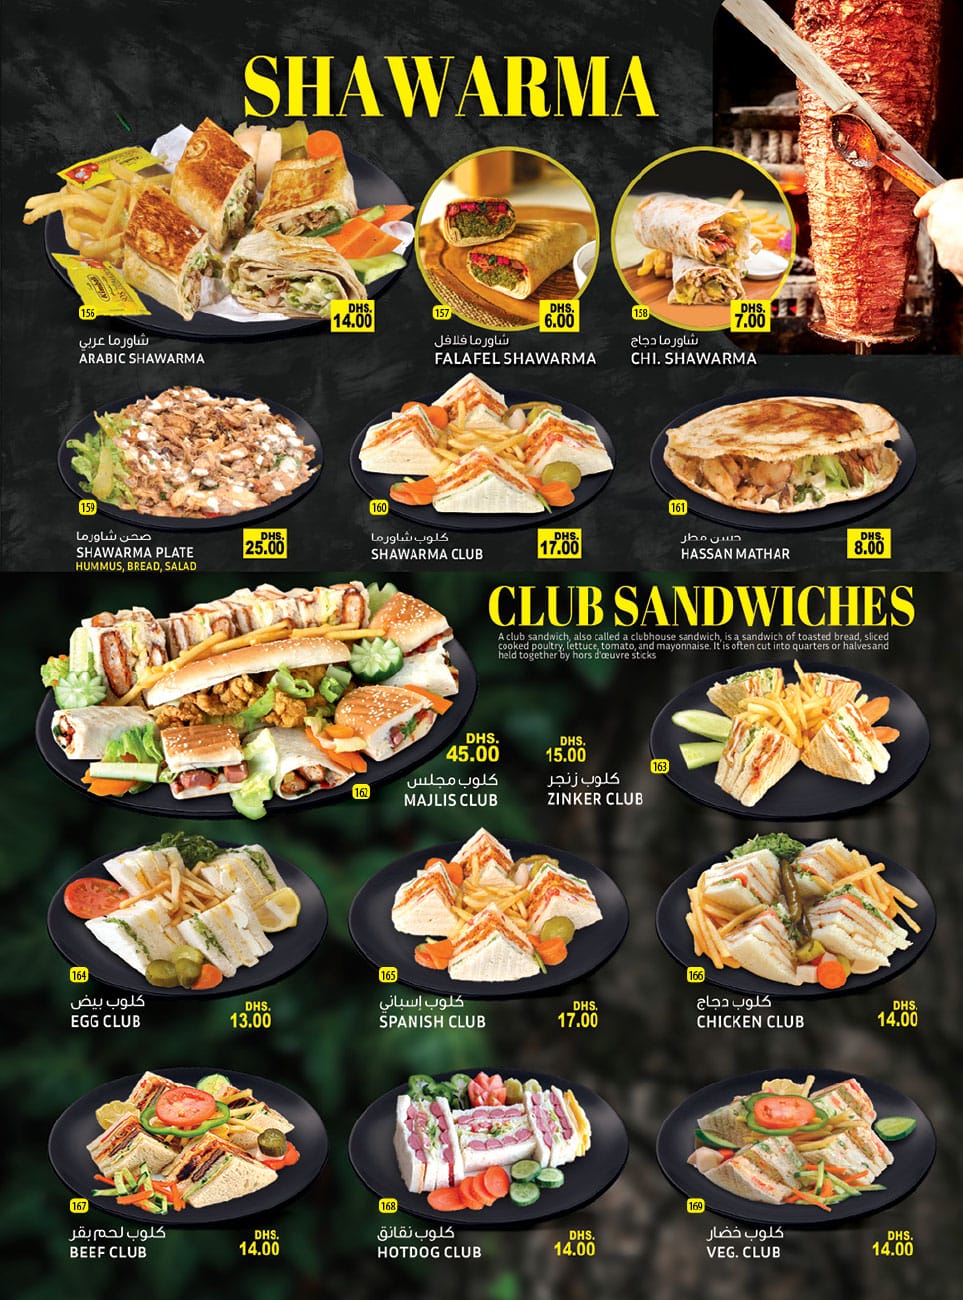 SHAWARMA
156
DHS.
14.00
شاورما عربي
ARABIC SHAWARMA
157
DHS.
6.00
شاورما فلافل
FALAFEL SHAWARMA
158
DHS.
7.00
شاورما دجاج
CHI. SHAWARMA
159
صحن شاورما
SHAWARMA PLATE
HUMMUS, BREAD, SALAD
DHS.
25.00
160
كلوب شاورما
SHAWARMA CLUB
DHS.
17.00
161
حسن مطر
HASSAN MATHAR
DHS.
8.00
CLUB SANDWICHES
A club sandwich, also called a clubhouse sandwich, is a sandwich of toasted bread, sliced
cooked poultry, lettuce, tomato, and mayonnaise. It is often cut into quarters or halves and
held together by hors d'œuvre sticks
162
DHS.
45.00
كلوب مجلس
MAJLIS CLUB
DHS.
15.00
كلوب زنجر
ZINKER CLUB
163
164
كلوب بيض
EGG CLUB
DHS.
13.00
165
كلوب إسباني
SPANISH CLUB
DHS.
17.00
166
كلوب دجاج
CHICKEN CLUB
DHS.
14.00
167
كلوب لحم بقر
BEEF CLUB
DHS.
14.00
168
كلوب نقانق
HOTDOG CLUB
DHS.
14.00
169
كلوب خضار
VEG. CLUB
DHS.
14.00